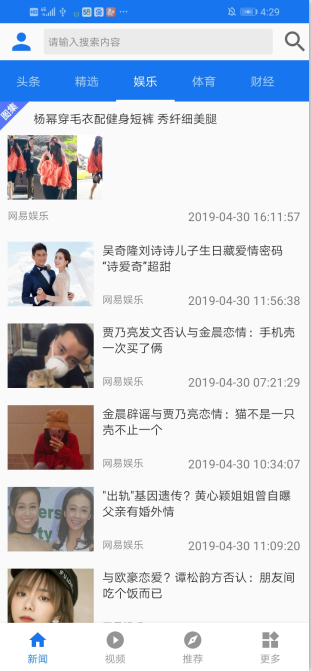 4:29
请输入搜索内容
头条 精选 娱乐 体育 财经
图集
杨幂穿毛衣配健身短裤 秀纤细美腿
网易娱乐 2019-04-30 16:11:57
吴奇隆刘诗诗儿子生日藏爱情密码
“诗爱奇”超甜
网易娱乐 2019-04-30 11:56:38
贾乃亮发文否认与金晨恋情：手机壳
一次买了俩
网易娱乐 2019-04-30 07:21:29
金晨辟谣与贾乃亮恋情：猫不是一只
壳不止一个
网易娱乐 2019-04-30 10:34:07
"出轨"基因遗传？黄心颖姐姐曾自曝
父亲有婚外情
网易娱乐 2019-04-30 11:09:20
与欧豪恋爱？谭松韵方否认：朋友间
吃个饭而已
新闻 视频 推荐 更多